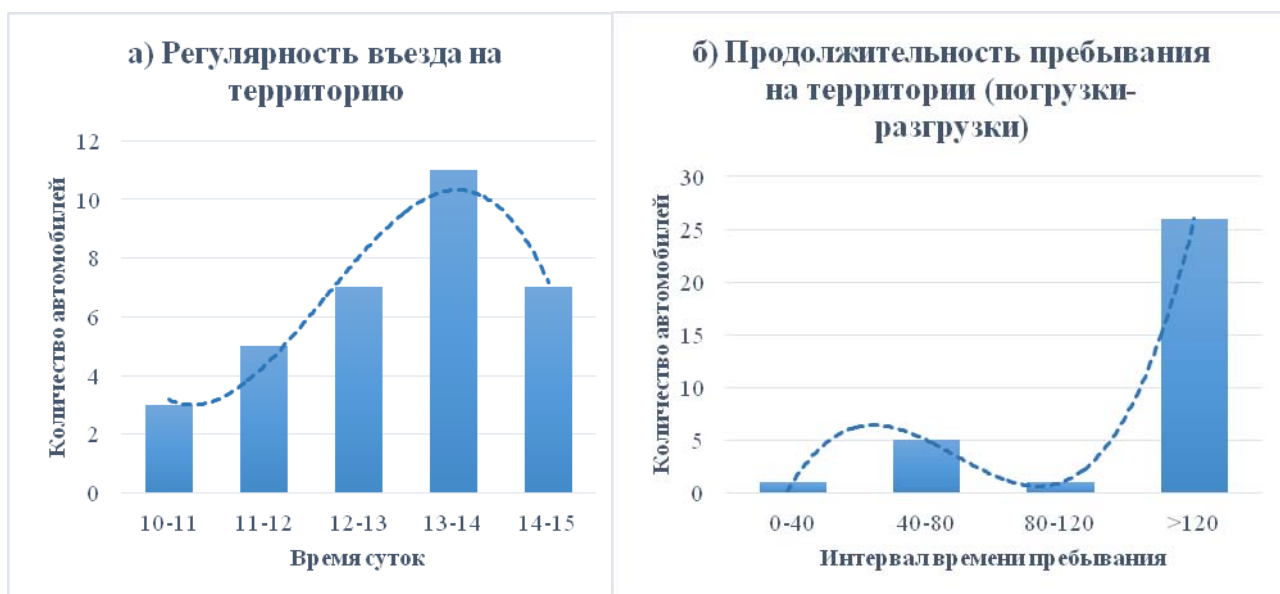 а) Регулярность въезда на
территорию
Количество автомобилей
12
10
8
6
4
2
0
10-11 11-12 12-13 13-14 14-15
Время суток
б) Продолжительность пребывания
на территории (погрузки-
разгрузки)
Количество автомобилей
30
25
20
15
10
5
0
0-40 40-80 80-120 >120
Интервал времени пребывания